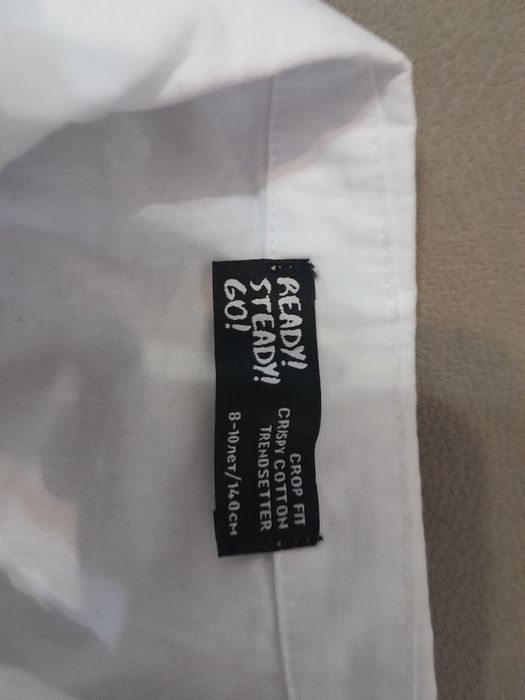 READY!
STEADY!
GO!
CROP FIT
CRISPY COTTON
TRENDSETTER
8-10лет/140см